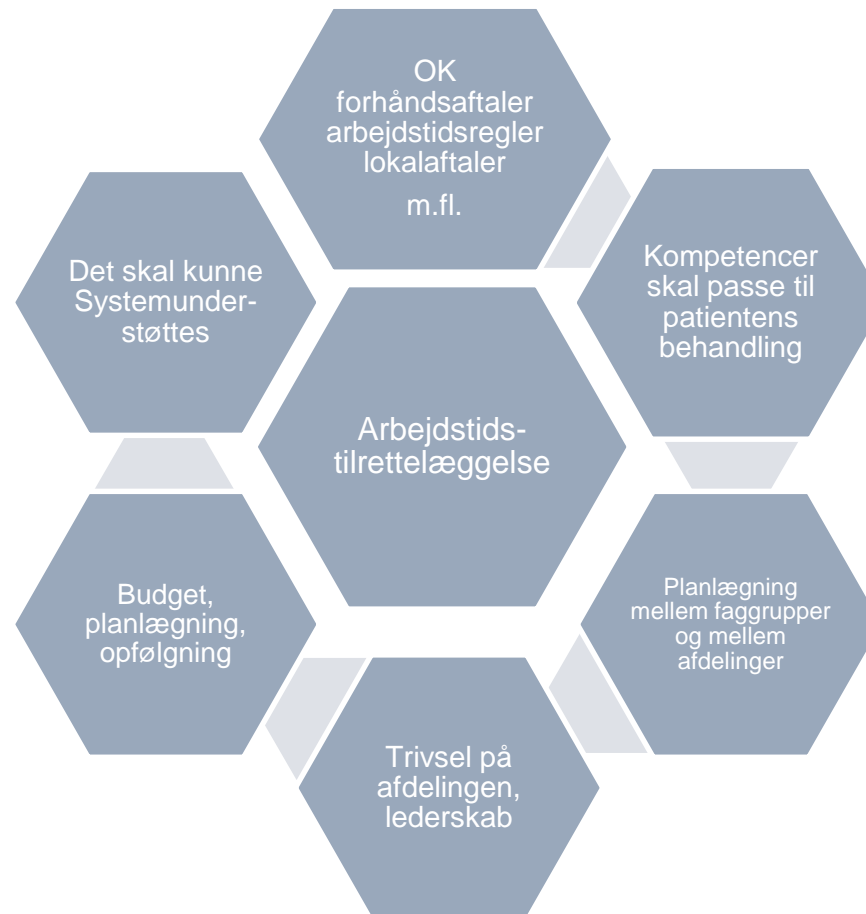 OK
forhåndsaftaler
arbejdstidsregler
lokalaftaler
m.fl.
Kompetencer
skal passe til
patientens
behandling
Planlægning
mellem faggrupper
og mellem
afdelinger
Trivsel på
afdelingen,
lederskab
Budget,
planlægning,
opfølgning
Det skal kunne
Systemunder-
støttes
Arbejdstids-
tilrettelæggelse